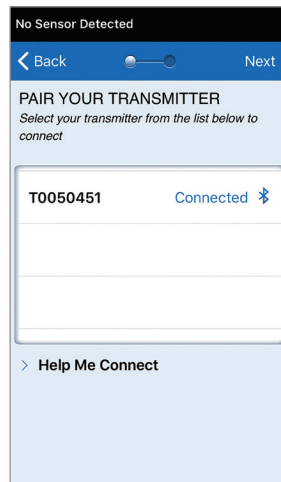 No Sensor Detected
Back Next
PAIR YOUR TRANSMITTER
Select your transmitter from the list below to
connect
T0050451 Connected
Help Me Connect